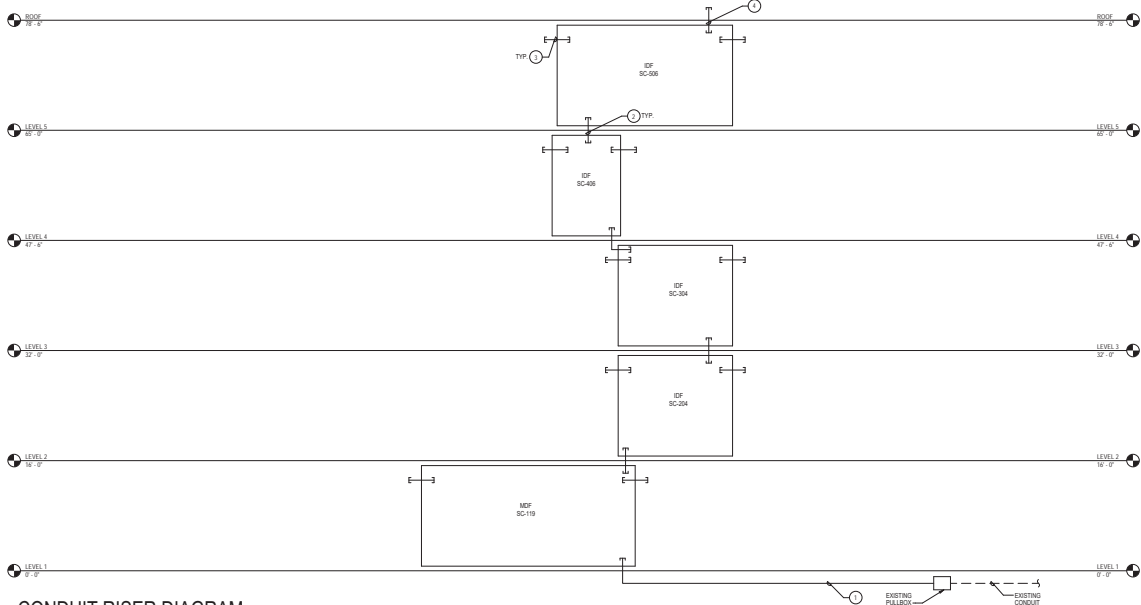 ROOF
78' - 6"
4
ROOF
78' - 6"
TYP. 3
IDF
SC-506
2 TYP.
LEVEL 5
65' - 0"
LEVEL 5
65' - 0"
IDF
SC-406
LEVEL 4
47' - 6"
LEVEL 4
47' - 6"
IDF
SC-304
LEVEL 3
32' - 0"
LEVEL 3
32' - 0"
IDF
SC-204
LEVEL 2
16' - 0"
LEVEL 2
16' - 0"
MDF
SC-119
LEVEL 1
0' - 0"
LEVEL 1
0' - 0"
1
EXISTING
PULLBOX
EXISTING
CONDUIT
CONDUIT RISER DIAGRAM